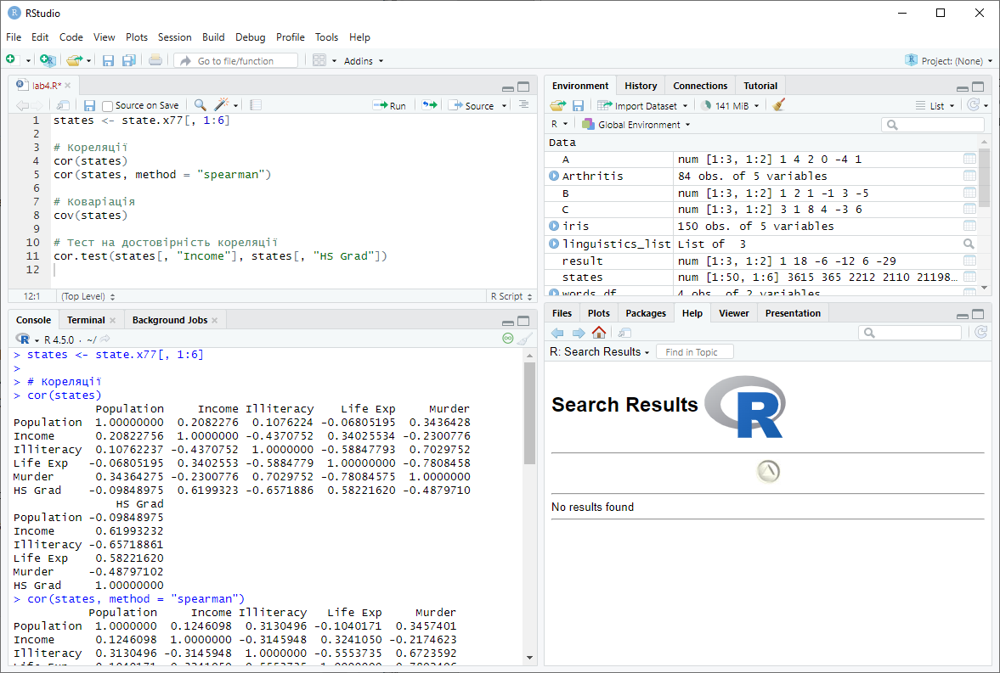 RStudio
File Edit Code View Plots Session Build Debug Profile Tools Help
Go to file/function Addins Project: (None)
lab4.R*
Source on Save Run Source
1 states <- state.x77[, 1:6]
2
3 # Кореляції
4 cor(states)
5 cor(states, method = "spearman")
6
7 # Коваріація
8 cov(states)
9
10 # Тест на достовірність кореляції
11 cor.test(states[, "Income"], states[, "HS Grad"])
12
12:1 (Top Level) R Script
Console Terminal Background Jobs
R 4.5.0 · ~/
> states <- state.x77[, 1:6]
>
> # Кореляції
> cor(states)
Population Income Illiteracy Life Exp Murder
Population 1.00000000 0.2082276 0.1076224 -0.06805195 0.3436428
Income 0.20822756 1.0000000 -0.4370752 0.34025534 -0.2300776
Illiteracy 0.10762237 -0.4370752 1.0000000 -0.58847793 0.7029752
Life Exp -0.06805195 0.3402553 -0.5884779 1.00000000 -0.7808458
Murder 0.34364275 -0.2300776 0.7029752 -0.78084575 1.0000000
HS Grad -0.09848975 0.6199323 -0.6571886 0.58221620 -0.4879710
HS Grad
Population -0.09848975
Income 0.61993232
Illiteracy -0.65718861
Life Exp 0.58221620
Murder -0.48797102
HS Grad 1.00000000
> cor(states, method = "spearman")
Population Income Illiteracy Life Exp Murder
Population 1.0000000 0.1246098 0.3130496 -0.1040171 0.3457401
Income 0.1246098 1.0000000 -0.3145948 0.3241050 -0.2174623
Illiteracy 0.3130496 -0.3145948 1.0000000 -0.5553735 0.6723592
Environment History Connections Tutorial
Import Dataset 141 MiB List
R Global Environment
Data
A num [1:3, 1:2] 1 4 2 0 -4 1
Arthritis 84 obs. of 5 variables
B num [1:3, 1:2] 1 2 1 -1 3 -5
C num [1:3, 1:2] 3 1 8 4 -3 6
iris 150 obs. of 5 variables
linguistics_list List of 3
result num [1:3, 1:2] 1 18 -6 -12 6 -29
states num [1:50, 1:6] 3615 365 2212 2110 21198…
words_df 4 obs. of 2 variables
Files Plots Packages Help Viewer Presentation
R: Search Results Find in Topic
Search Results R
No results found